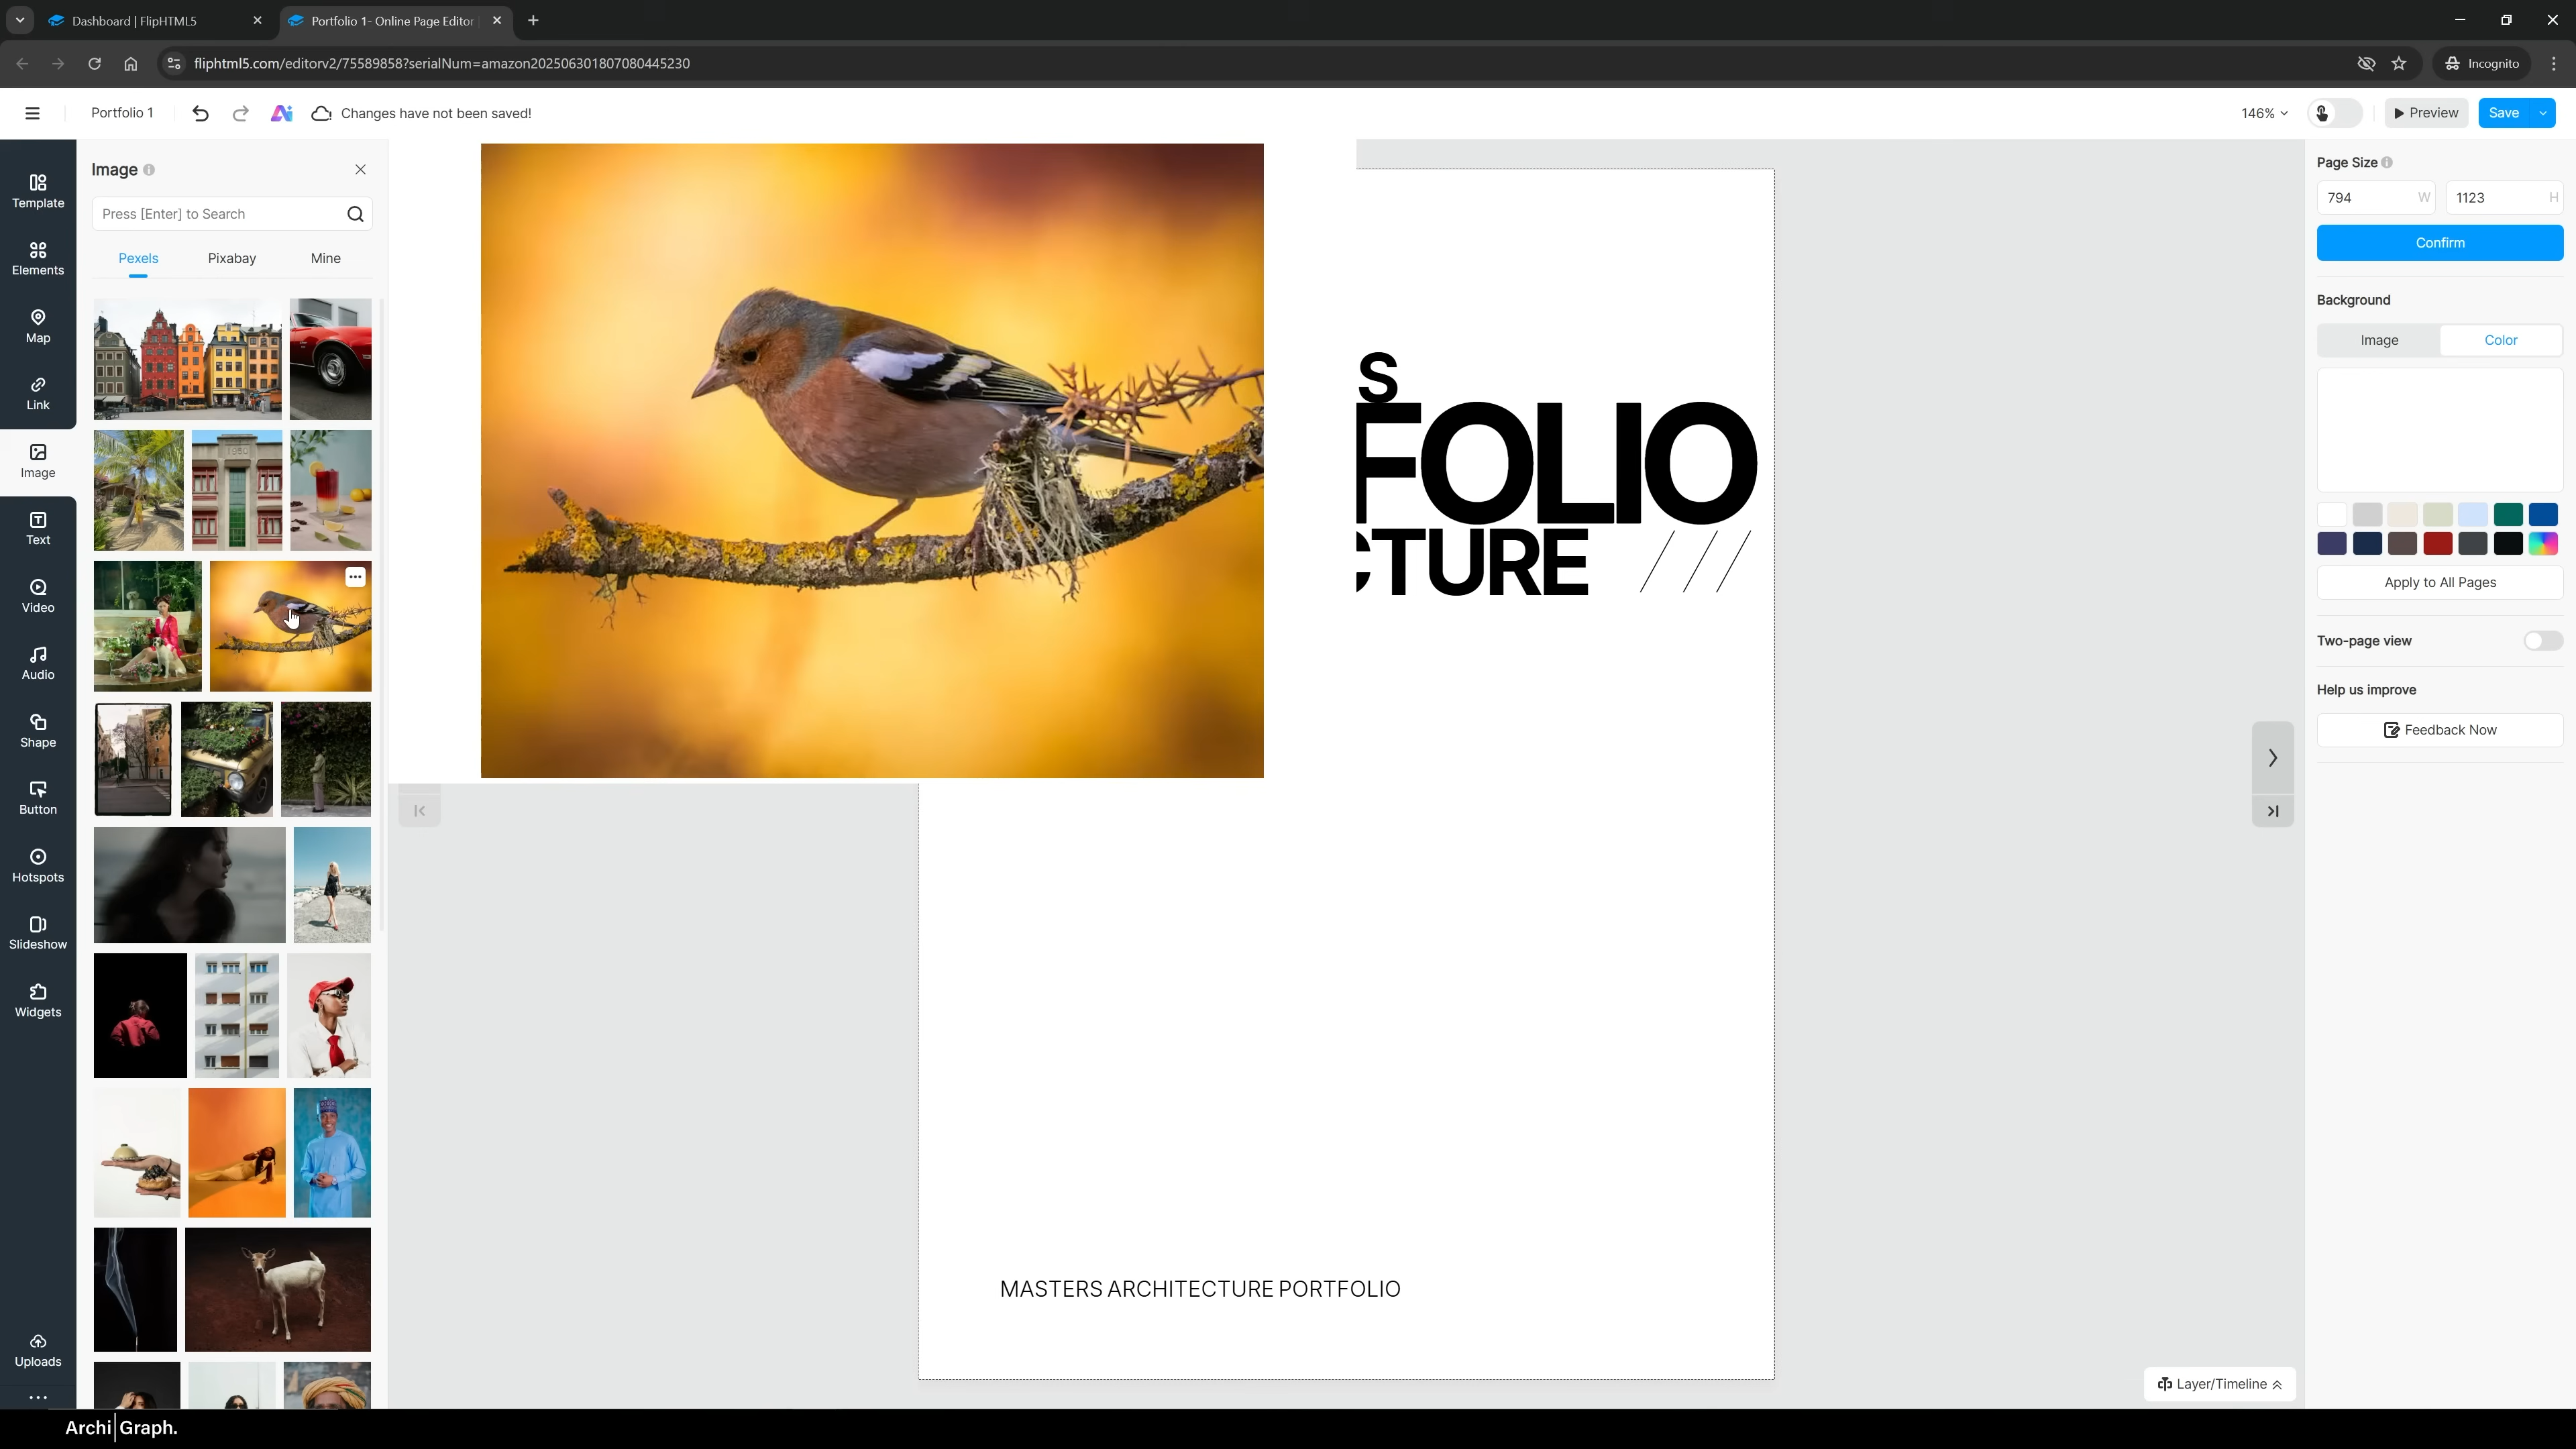 Dashboard | FlipHTML5
Portfolio 1- Online Page Editor
fliphtml5.com/editorv2/75589858?serialNum=amazon202506301807080445230
Incognito
Portfolio 1
Changes have not been saved!
146%
Preview
Save
Template
Elements
Map
Link
Image
Text
Video
Audio
Shape
Button
Hotspots
Slideshow
Widgets
Uploads
Image
Press [Enter] to Search
Pexels
Pixabay
Mine
S
FOLIO
CTURE
MASTERS ARCHITECTURE PORTFOLIO
Page Size
794 W
1123 H
Confirm
Background
Image
Color
Apply to All Pages
Two-page view
Help us improve
Feedback Now
Layer/Timeline
Archi|Graph.